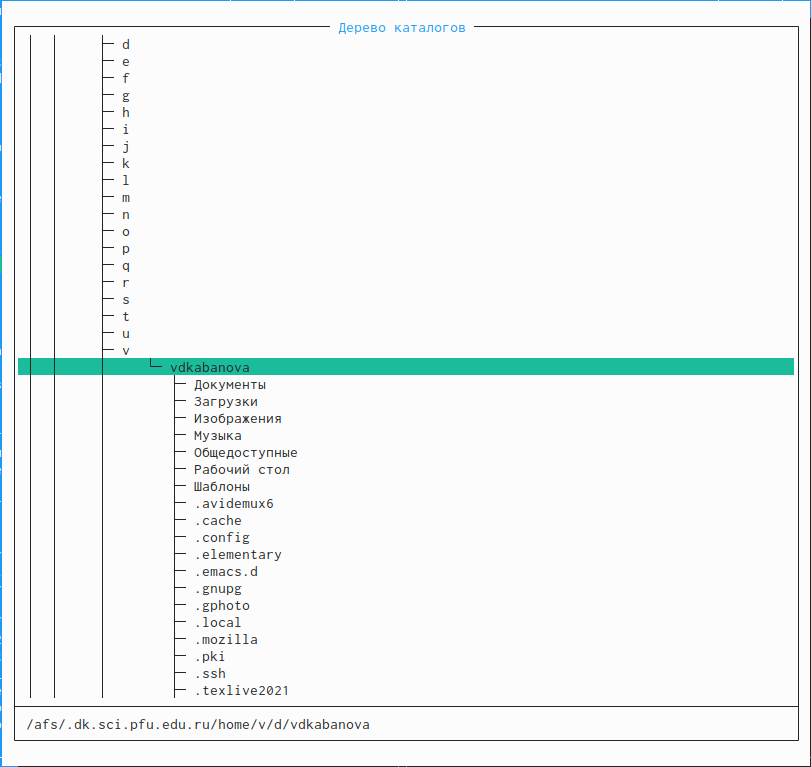 Дерево каталогов
d
e
f
g
h
i
j
k
l
m
n
o
p
q
r
s
t
u
v
vdkabanova
Документы
Загрузки
Изображения
Музыка
Общедоступные
Рабочий стол
Шаблоны
.avidemux6
.cache
.config
.elementary
.emacs.d
.gnupg
.gphoto
.local
.mozilla
.pki
.ssh
.texlive2021
/afs/.dk.sci.pfu.edu.ru/home/v/d/vdkabanova